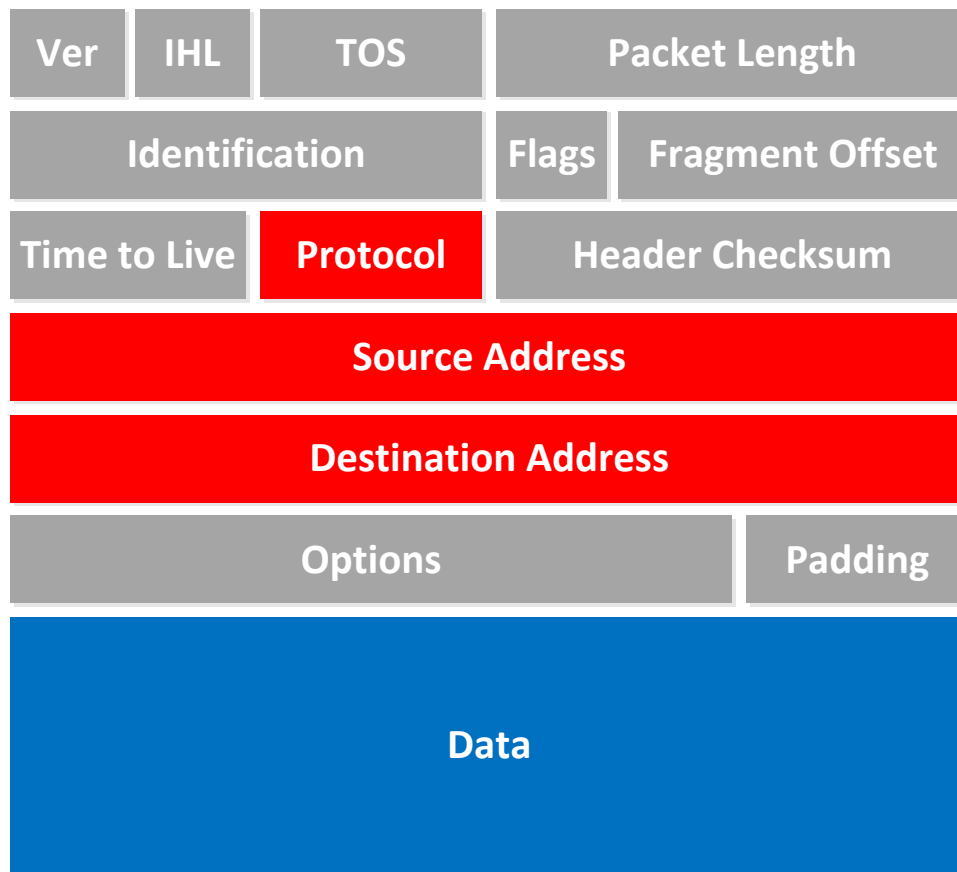 Ver IHL TOS Packet Length
Identification Flags Fragment Offset
Time to Live Protocol Header Checksum
Source Address
Destination Address
Options Padding
Data